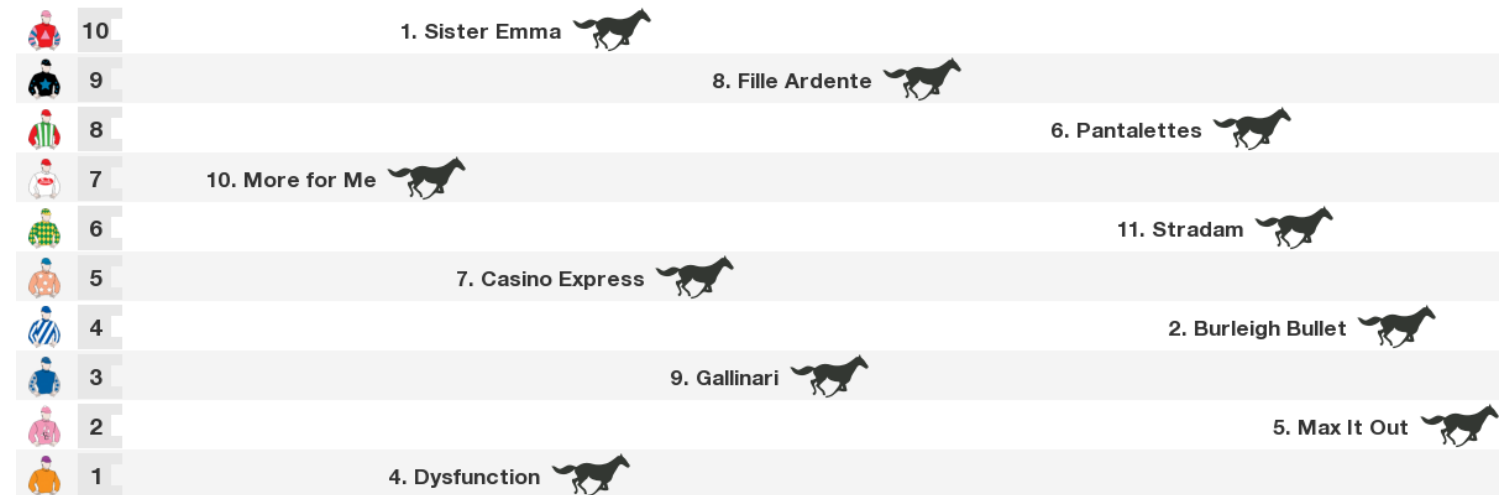 10 1. Sister Emma
9 8. Fille Ardente
8 6. Pantalettes
7 10. More for Me
6 11. Stradam
5 7. Casino Express
4 2. Burleigh Bullet
3 9. Gallinari
2 5. Max It Out
1 4. Dysfunction